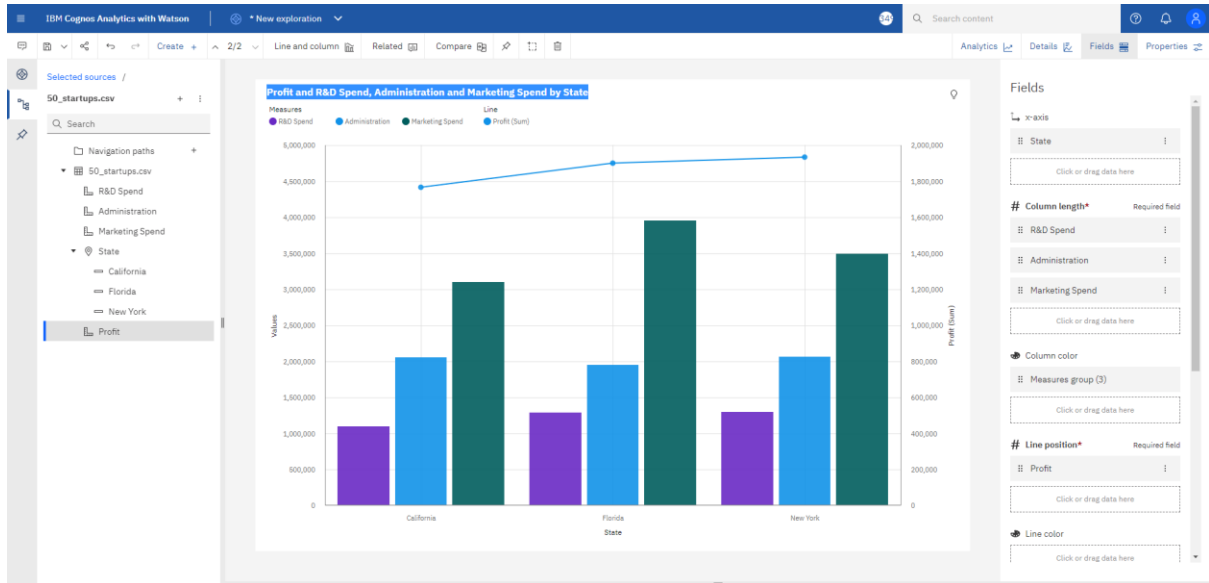 IBM Cognos Analytics with Watson
* New exploration
Search content
Create +
2/2
Line and column
Related
Compare
Analytics
Details
Fields
Properties
Selected sources /
50_startups.csv
Search
Navigation paths
50_startups.csv
R&D Spend
Administration
Marketing Spend
State
California
Florida
New York
Profit
Profit and R&D Spend, Administration and Marketing Spend by State
Measures
Line
R&D Spend
Administration
Marketing Spend
Profit (Sum)
5,000,000
4,500,000
4,000,000
3,500,000
3,000,000
2,500,000
2,000,000
1,500,000
1,000,000
500,000
0
Values
2,000,000
1,800,000
1,600,000
1,400,000
1,200,000
1,000,000
800,000
600,000
400,000
200,000
0
Profit (Sum)
California
Florida
New York
State
Fields
x-axis
State
Click or drag data here
# Column length*
Required field
R&D Spend
Administration
Marketing Spend
Click or drag data here
Column color
Measures group (3)
Click or drag data here
# Line position*
Required field
Profit
Click or drag data here
Line color
Click or drag data here